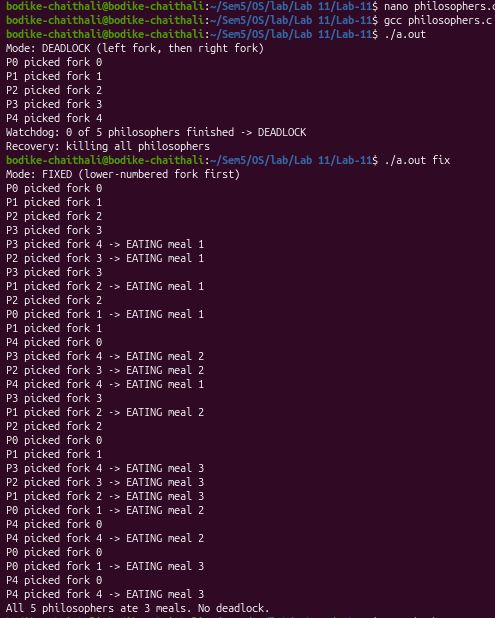 bodike-chaithali@bodike-chaithali:~/Sem5/OS/lab/Lab 11/Lab-11$ nano philosophers.c
bodike-chaithali@bodike-chaithali:~/Sem5/OS/lab/Lab 11/Lab-11$ gcc philosophers.c
bodike-chaithali@bodike-chaithali:~/Sem5/OS/lab/Lab 11/Lab-11$ ./a.out
Mode: DEADLOCK (left fork, then right fork)
P0 picked fork 0
P1 picked fork 1
P2 picked fork 2
P3 picked fork 3
P4 picked fork 4
Watchdog: 0 of 5 philosophers finished -> DEADLOCK
Recovery: killing all philosophers
bodike-chaithali@bodike-chaithali:~/Sem5/OS/lab/Lab 11/Lab-11$ ./a.out fix
Mode: FIXED (lower-numbered fork first)
P0 picked fork 0
P1 picked fork 1
P2 picked fork 2
P3 picked fork 3
P3 picked fork 4 -> EATING meal 1
P2 picked fork 3 -> EATING meal 1
P3 picked fork 3
P1 picked fork 2 -> EATING meal 1
P2 picked fork 2
P0 picked fork 1 -> EATING meal 1
P1 picked fork 1
P4 picked fork 0
P3 picked fork 4 -> EATING meal 2
P2 picked fork 3 -> EATING meal 2
P4 picked fork 4 -> EATING meal 1
P3 picked fork 3
P1 picked fork 2 -> EATING meal 2
P2 picked fork 2
P0 picked fork 0
P1 picked fork 1
P3 picked fork 4 -> EATING meal 3
P2 picked fork 3 -> EATING meal 3
P1 picked fork 2 -> EATING meal 3
P0 picked fork 1 -> EATING meal 2
P4 picked fork 0
P4 picked fork 4 -> EATING meal 2
P0 picked fork 0
P0 picked fork 1 -> EATING meal 3
P4 picked fork 0
P4 picked fork 4 -> EATING meal 3
All 5 philosophers ate 3 meals. No deadlock.